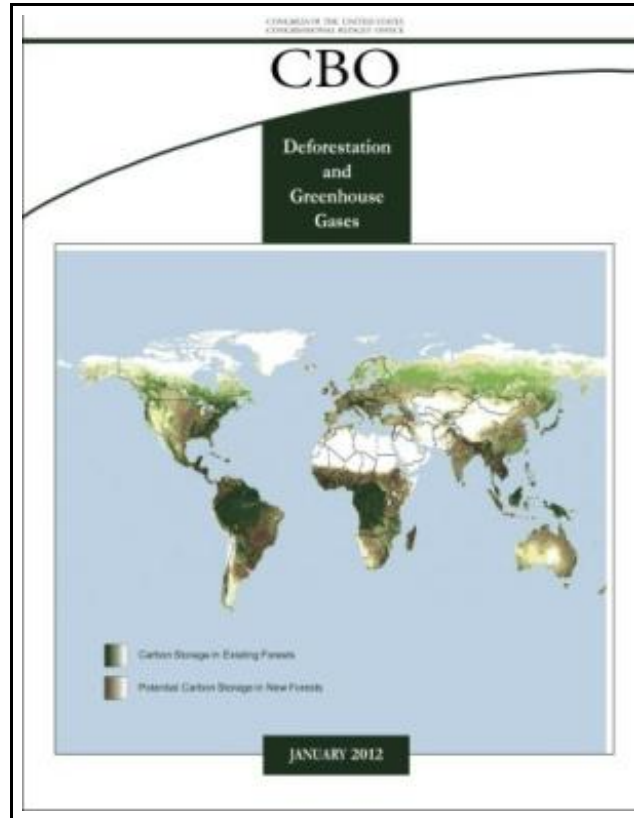 CONGRESS OF THE UNITED STATES
CONGRESSIONAL BUDGET OFFICE
CBO
Deforestation
and
Greenhouse
Gases
Carbon Storage in Existing Forests
Potential Carbon Storage in New Forests
JANUARY 2012